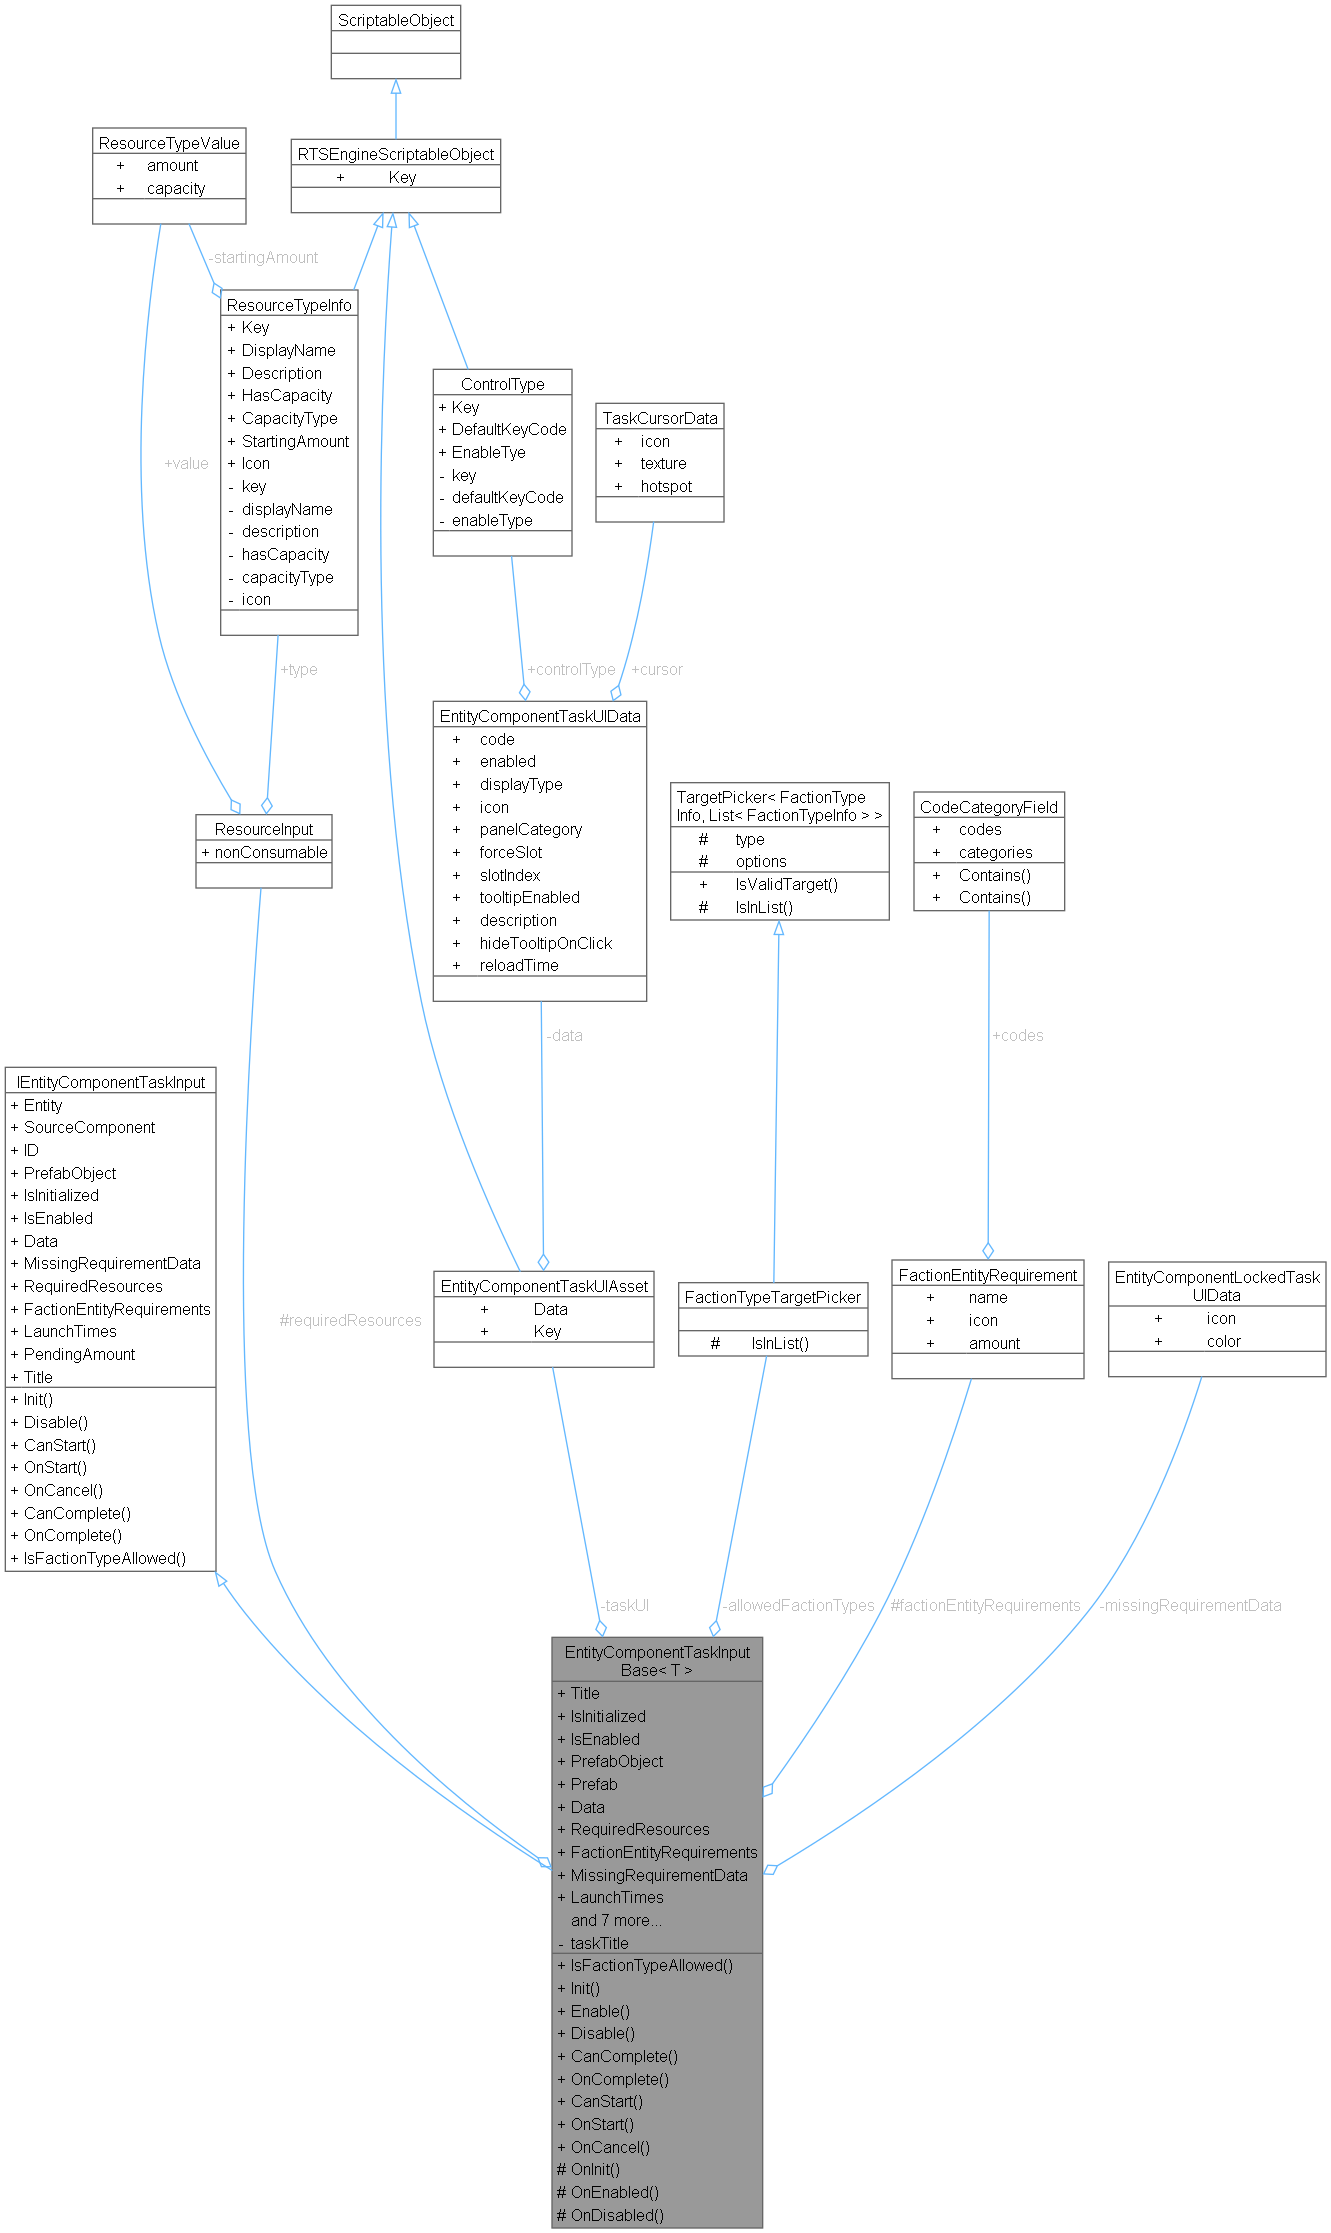 ScriptableObject
ResourceTypeValue
+ amount
+ capacity
RTSEngineScriptableObject
+ Key
-startingAmount
ResourceTypeInfo
+ Key
+ DisplayName
+ Description
+ HasCapacity
+ CapacityType
+ StartingAmount
+ Icon
- key
- displayName
- description
- hasCapacity
- capacityType
- icon
+value
ControlType
+ Key
+ DefaultKeyCode
+ EnableTye
- key
- defaultKeyCode
- enableType
TaskCursorData
+ icon
+ texture
+ hotspot
+type
+controlType
+cursor
EntityComponentTaskUIData
+ code
+ enabled
+ displayType
+ icon
+ panelCategory
+ forceSlot
+ slotIndex
+ tooltipEnabled
+ description
+ hideTooltipOnClick
+ reloadTime
ResourceInput
+ nonConsumable
TargetPicker< FactionType
Info, List< FactionTypeInfo > >
# type
# options
+ IsValidTarget()
# IsInList()
CodeCategoryField
+ codes
+ categories
+ Contains()
+ Contains()
-data
+codes
IEntityComponentTaskInput
+ Entity
+ SourceComponent
+ ID
+ PrefabObject
+ IsInitialized
+ IsEnabled
+ Data
+ MissingRequirementData
+ RequiredResources
+ FactionEntityRequirements
+ LaunchTimes
+ PendingAmount
+ Title
+ Init()
+ Disable()
+ CanStart()
+ OnStart()
+ OnCancel()
+ CanComplete()
+ OnComplete()
+ IsFactionTypeAllowed()
#requiredResources
EntityComponentTaskUIAsset
+ Data
+ Key
FactionTypeTargetPicker
# IsInList()
FactionEntityRequirement
+ name
+ icon
+ amount
EntityComponentLockedTask
UIData
+ icon
+ color
-taskUI
-allowedFactionTypes
#factionEntityRequirements
-missingRequirementData
EntityComponentTaskInput
Base< T >
+ Title
+ IsInitialized
+ IsEnabled
+ PrefabObject
+ Prefab
+ Data
+ RequiredResources
+ FactionEntityRequirements
+ MissingRequirementData
+ LaunchTimes
and 7 more...
- taskTitle
+ IsFactionTypeAllowed()
+ Init()
+ Enable()
+ Disable()
+ CanComplete()
+ OnComplete()
+ CanStart()
+ OnStart()
+ OnCancel()
# OnInit()
# OnEnabled()
# OnDisabled()